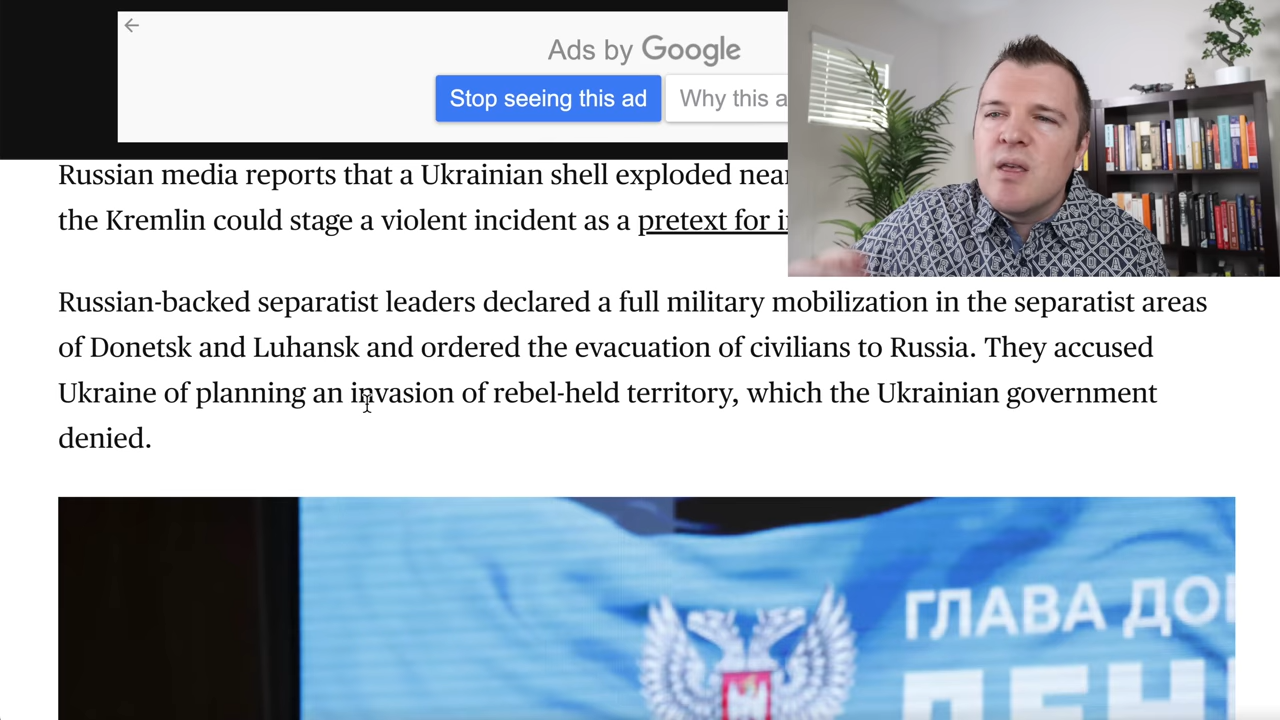 Ads by Google
Stop seeing this ad
Why this a
Russian media reports that a Ukrainian shell exploded near
the Kremlin could stage a violent incident as a pretext for
Russian-backed separatist leaders declared a full military mobilization in the separatist areas
of Donetsk and Luhansk and ordered the evacuation of civilians to Russia. They accused
Ukraine of planning an invasion of rebel-held territory, which the Ukrainian government
denied.
ГЛАВА